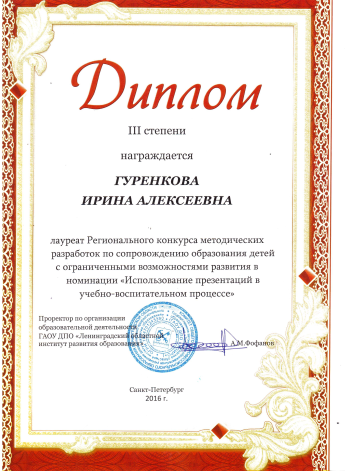 Диплом
III степени
награждается
ГУРЕНКОВА
ИРИНА АЛЕКСЕЕВНА
лауреат Регионального конкурса методических
разработок по сопровождению образования детей
с ограниченными возможностями развития в
номинации «Использование презентаций в
учебно-воспитательном процессе»
Проректор по организации
образовательной деятельности
ГАОУ ДПО «Ленинградский областной
институт развития образования»
А.М.Фофанов
Санкт-Петербург
2016 г.